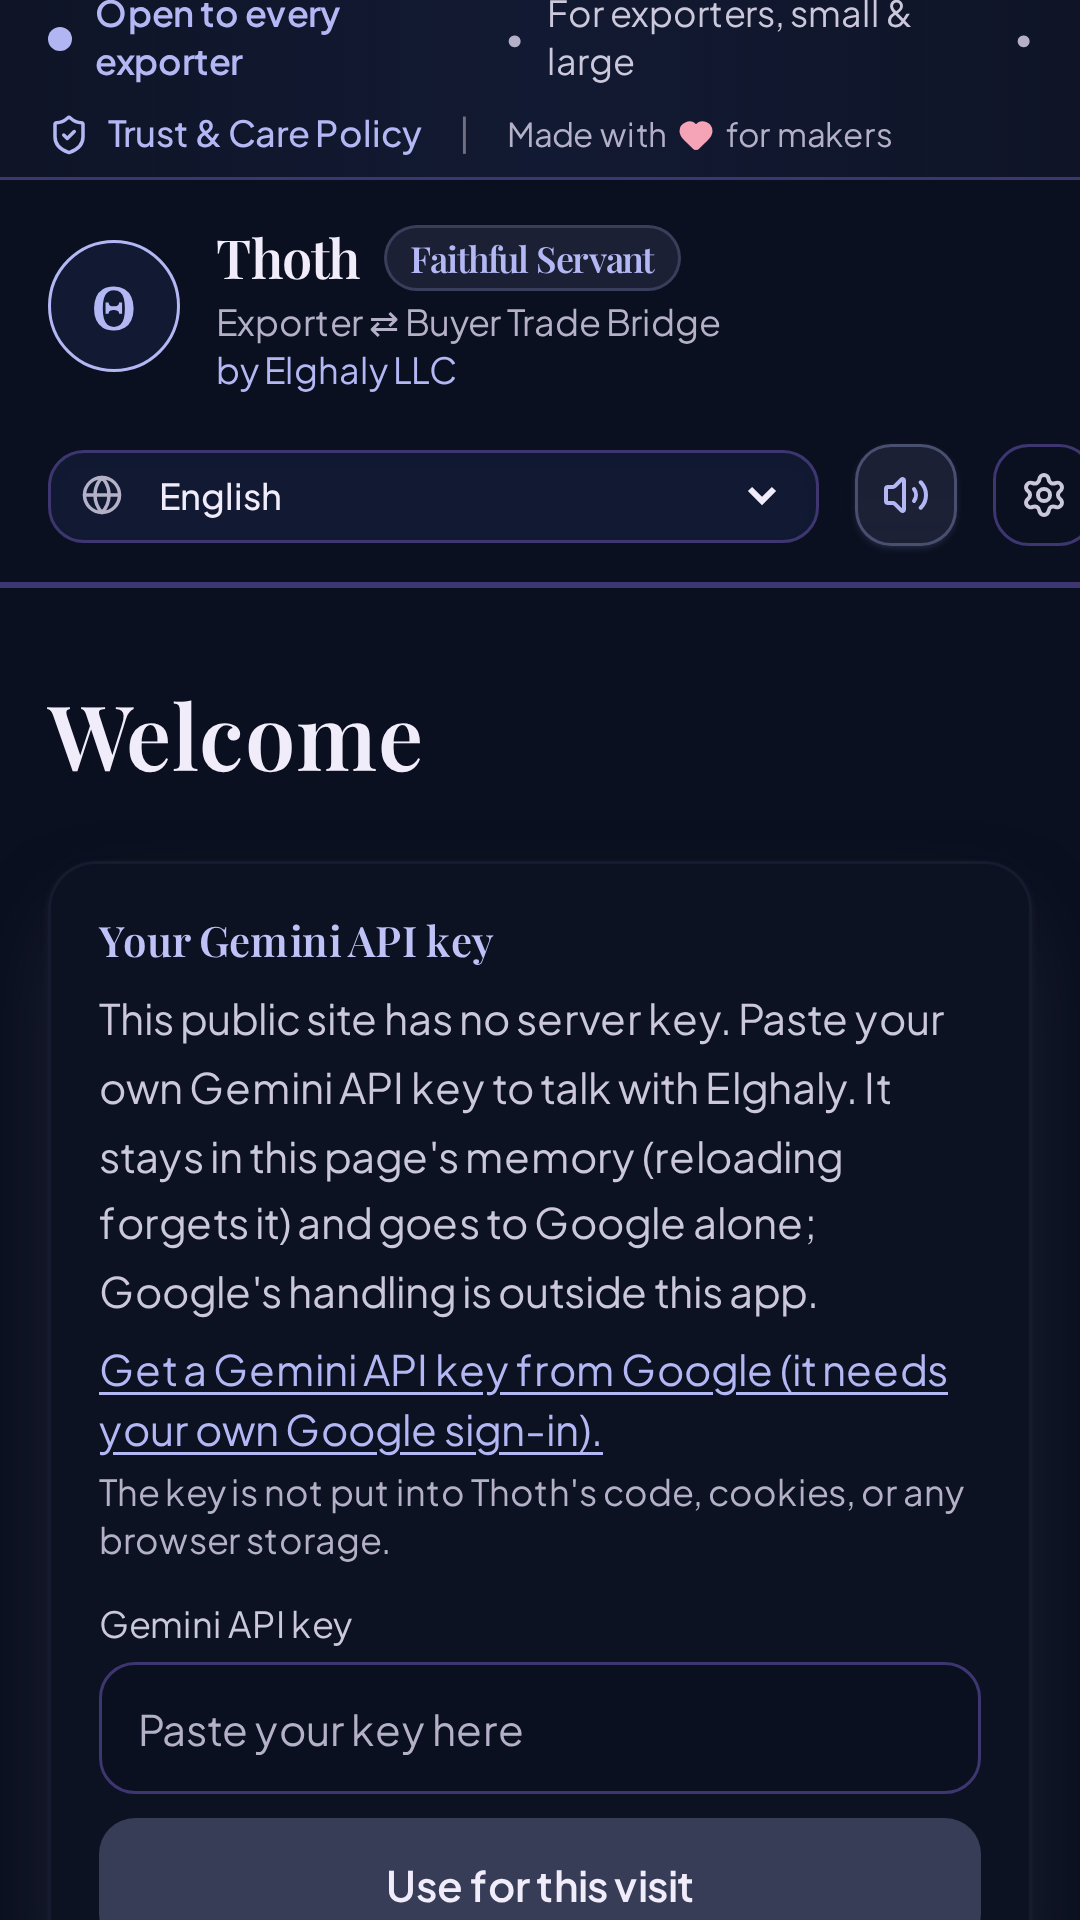 Open to every
exporter
• For exporters, small &
large •
Trust & Care Policy | Made with ❤ for makers
Θ
Thoth Faithful Servant
Exporter ⇄ Buyer Trade Bridge
by Elghaly LLC
English
Welcome
Your Gemini API key
This public site has no server key. Paste your
own Gemini API key to talk with Elghaly. It
stays in this page's memory (reloading
forgets it) and goes to Google alone;
Google's handling is outside this app.
Get a Gemini API key from Google (it needs
your own Google sign-in).
The key is not put into Thoth's code, cookies, or any
browser storage.
Gemini API key
Paste your key here
Use for this visit